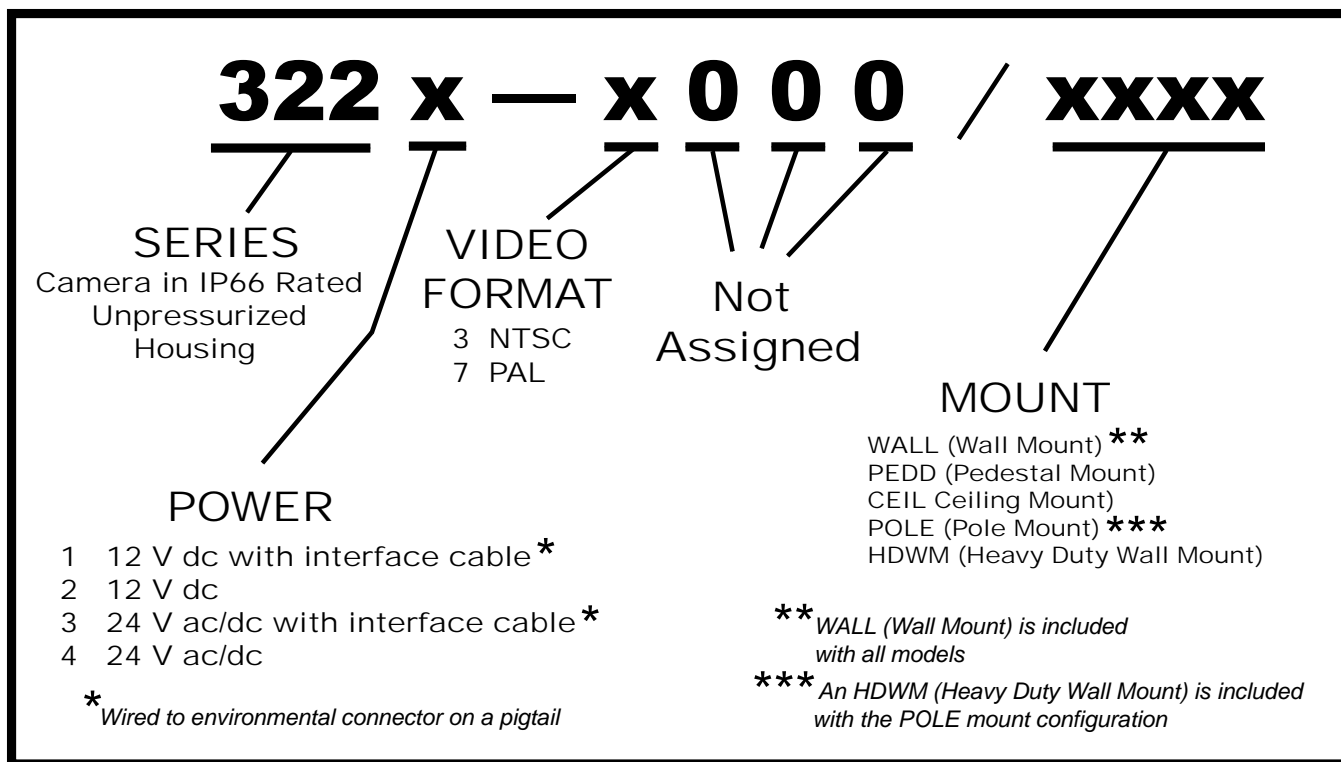 322 x — x 0 0 0 / xxxx
SERIES
Camera in IP66 Rated
Unpressurized
Housing
VIDEO
FORMAT
3 NTSC
7 PAL
Not
Assigned
MOUNT
WALL (Wall Mount) **
PEDD (Pedestal Mount)
CEIL Ceiling Mount)
POLE (Pole Mount) ***
HDWM (Heavy Duty Wall Mount)
POWER
1 12 V dc with interface cable *
2 12 V dc
3 24 V ac/dc with interface cable *
4 24 V ac/dc
*Wired to environmental connector on a pigtail
**WALL (Wall Mount) is included
with all models
***An HDWM (Heavy Duty Wall Mount) is included
with the POLE mount configuration